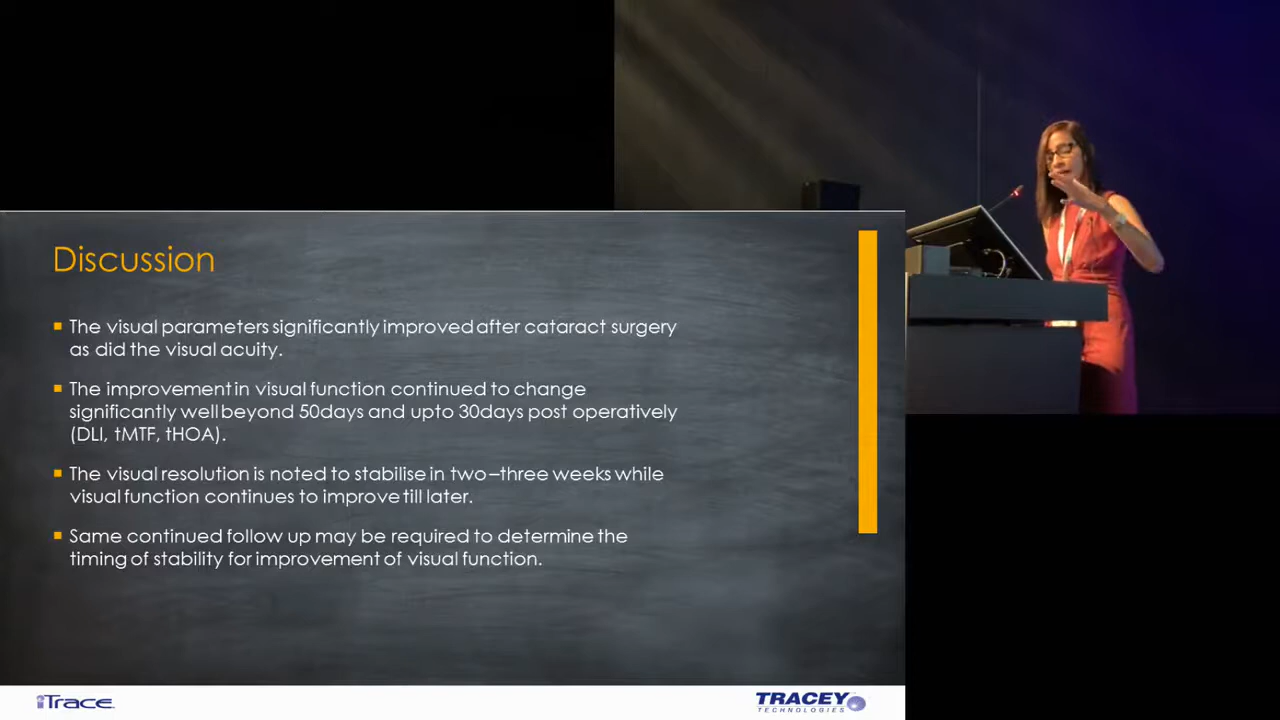 Discussion
The visual parameters significantly improved after cataract surgery
as did the visual acuity.
The improvement in visual function continued to change
significantly well beyond 50days and upto 30days post operatively
(DLI, tMTF, tHOA).
The visual resolution is noted to stabilise in two–three weeks while
visual function continues to improve till later.
Same continued follow up may be required to determine the
timing of stability for improvement of visual function.
iTrace
TRACEY
TECHNOLOGIES